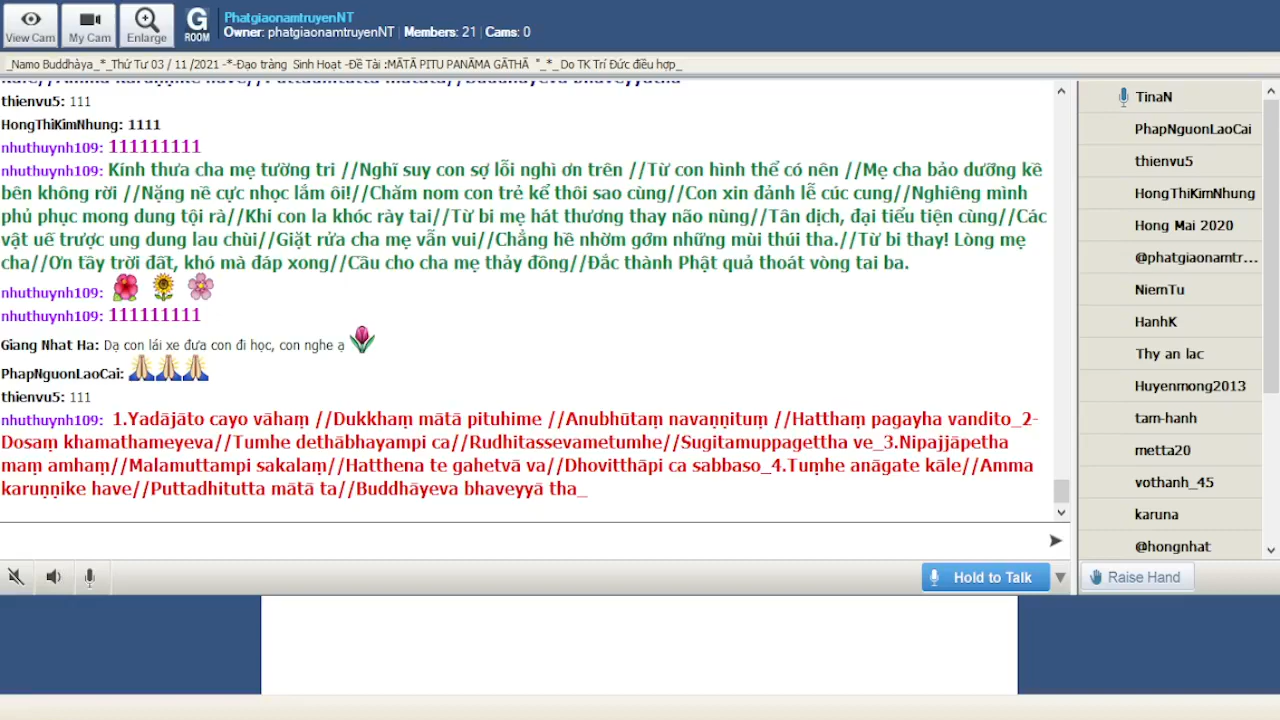 View Cam
My Cam
Enlarge
G
ROOM
PhatgiaonamtruyenNT
Owner: phatgiaonamtruyenNT | Members: 21 | Cams: 0
_Namo Buddhàya_*_Thứ Tư 03 / 11 /2021 -*-Đạo tràng Sinh Hoạt -Đề Tài :MĀTĀ PITU PANĀMA GĀTHĀ "_*_ Do TK Trí Đức điều hợp_
thienvu5: 111
HongThiKimNhung: 1111
nhuthuynh109: 111111111
nhuthuynh109: Kính thưa cha mẹ tường tri //Nghĩ suy con sợ lỗi nghì ơn trên //Từ con hình thể có nên //Mẹ cha bảo dưỡng kề
bên không rời //Nặng nề cực nhọc lắm ôi!//Chăm nom con trẻ kể thôi sao cùng//Con xin đảnh lễ cúc cung//Nghiêng mình
phủ phục mong dung tội rà//Khi con la khóc rày tai//Từ bi mẹ hát thương thay não nùng//Tân dịch, đại tiểu tiện cùng//Các
vật uế trược ung dung lau chùi//Giặt rửa cha mẹ vẫn vui//Chẳng hề nhờm gớm những mùi thúi tha.//Từ bi thay! Lòng mẹ
cha//Ơn tầy trời đất, khó mà đáp xong//Cầu cho cha mẹ thảy đồng//Đắc thành Phật quả thoát vòng tai ba.
nhuthuynh109:
nhuthuynh109: 111111111
Giang Nhat Ha: Dạ con lái xe đưa con đi học, con nghe ạ
PhapNguonLaoCai:
thienvu5: 111
nhuthuynh109: 1.Yadājāto cayo vāhaṃ //Dukkhaṃ mātā pituhime //Anubhūtaṃ navaṇṇituṃ //Hatthaṃ pagayha vandito_2-
Dosaṃ khamathameyeva//Tumhe dethābhayampi ca//Rudhitassevametumhe//Sugitamuppagettha ve_3.Nipajjāpetha
maṃ amhaṃ//Malamuttampi sakalaṃ//Hatthena te gahetvā va//Dhovitthāpi ca sabbaso_4.Tuṃhe anāgate kāle//Amma
karuṇṇike have//Puttadhitutta mātā ta//Buddhāyeva bhaveyyā tha_
Hold to Talk
TinaN
PhapNguonLaoCai
thienvu5
HongThiKimNhung
Hong Mai 2020
@phatgiaonamtr...
NiemTu
HanhK
Thy an lac
Huyenmong2013
tam-hanh
metta20
vothanh_45
karuna
@hongnhat
Raise Hand